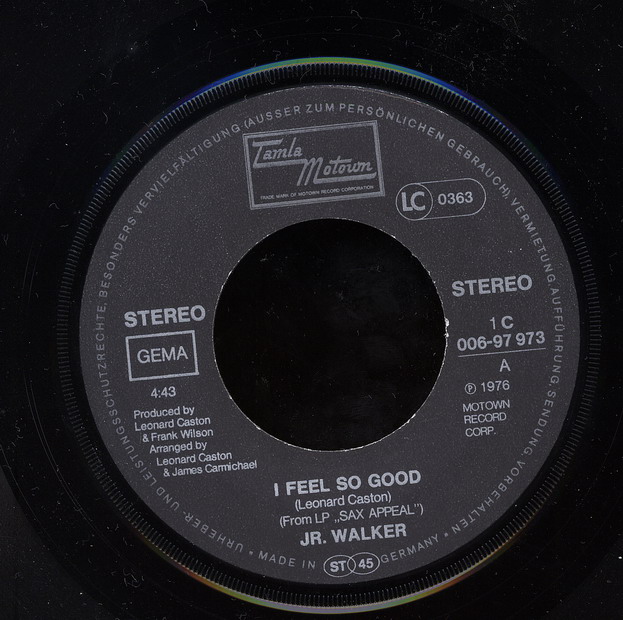 URHEBER- UND LEISTUNGSSCHUTZRECHTE, BESONDERS VERVIELFÄLTIGUNG (AUSSER ZUM PERSÖNLICHEN GEBRAUCH), VERMIETUNG, AUFFÜHRUNG, SENDUNG, VORBEHALTEN •
Tamla
Motown
TRADE MARK OF MOTOWN RECORD CORPORATION
LC 0363
STEREO
STEREO
GEMA
1 C
006-97 973
A
4:43
℗ 1976
Produced by
Leonard Caston
& Frank Wilson
Arranged by
Leonard Caston
& James Carmichael
MOTOWN
RECORD
CORP.
I FEEL SO GOOD
(Leonard Caston)
(From LP „SAX APPEAL")
JR. WALKER
• MADE IN ST 45 GERMANY •